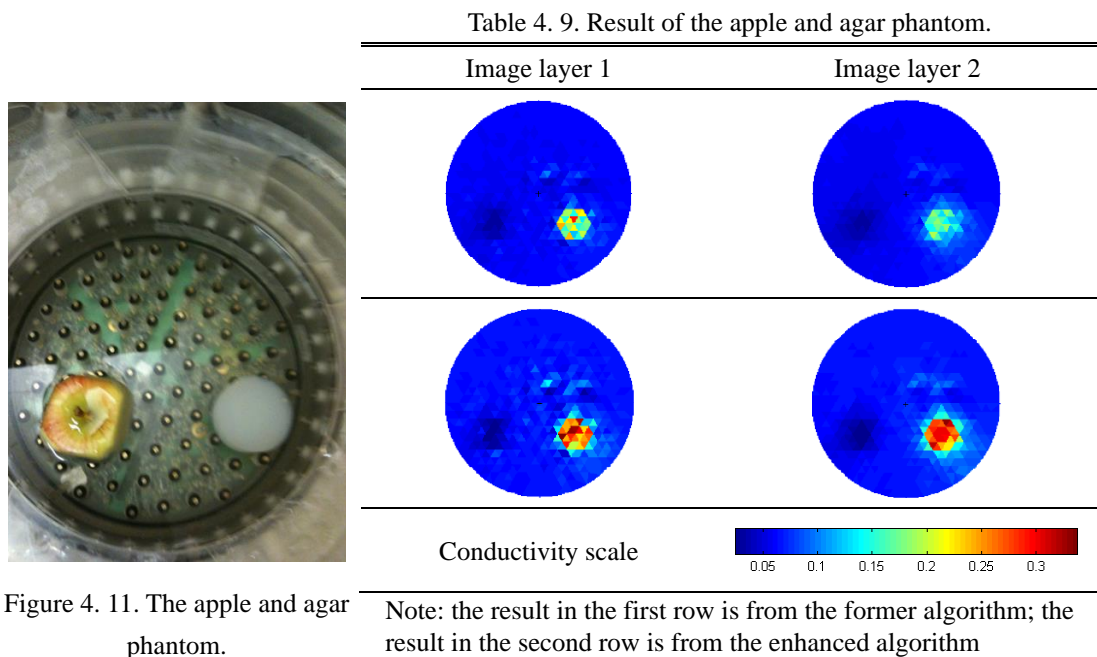 Table 4. 9. Result of the apple and agar phantom.
Image layer 1
Image layer 2
Conductivity scale
0.05 0.1 0.15 0.2 0.25 0.3
Figure 4. 11. The apple and agar
phantom.
Note: the result in the first row is from the former algorithm; the
result in the second row is from the enhanced algorithm